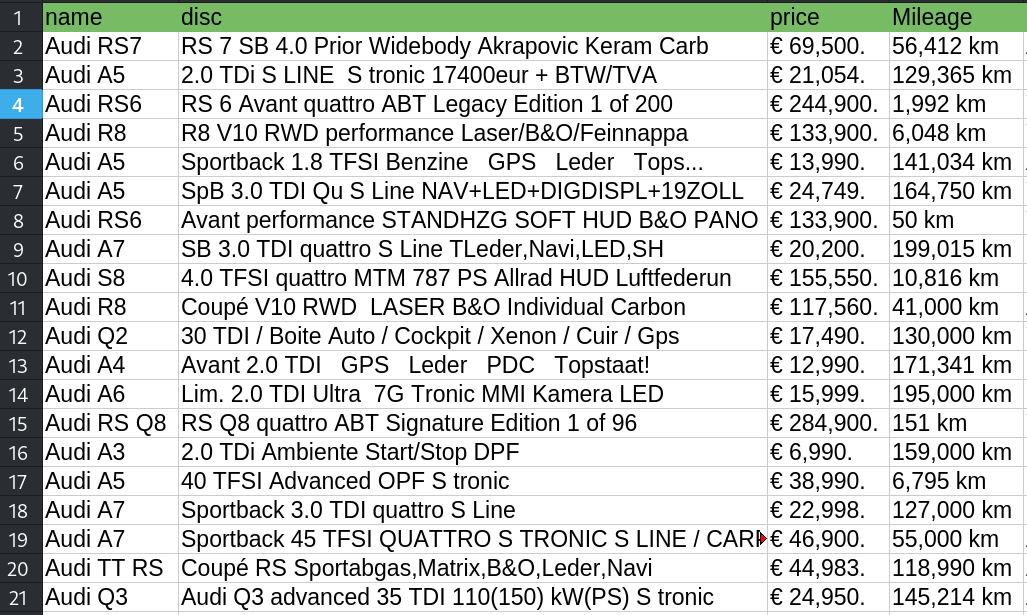 1 name disc price Mileage
2 Audi RS7 RS 7 SB 4.0 Prior Widebody Akrapovic Keram Carb € 69,500. 56,412 km
3 Audi A5 2.0 TDi S LINE  S tronic 17400eur + BTW/TVA € 21,054. 129,365 km
4 Audi RS6 RS 6 Avant quattro ABT Legacy Edition 1 of 200 € 244,900. 1,992 km
5 Audi R8 R8 V10 RWD performance Laser/B&O/Feinnappa € 133,900. 6,048 km
6 Audi A5 Sportback 1.8 TFSI Benzine   GPS   Leder   Tops... € 13,990. 141,034 km
7 Audi A5 SpB 3.0 TDI Qu S Line NAV+LED+DIGDISPL+19ZOLL € 24,749. 164,750 km
8 Audi RS6 Avant performance STANDHZG SOFT HUD B&O PANO € 133,900. 50 km
9 Audi A7 SB 3.0 TDI quattro S Line TLeder,Navi,LED,SH € 20,200. 199,015 km
10 Audi S8 4.0 TFSI quattro MTM 787 PS Allrad HUD Luftfederun € 155,550. 10,816 km
11 Audi R8 Coupé V10 RWD  LASER B&O Individual Carbon € 117,560. 41,000 km
12 Audi Q2 30 TDI / Boite Auto / Cockpit / Xenon / Cuir / Gps € 17,490. 130,000 km
13 Audi A4 Avant 2.0 TDI   GPS   Leder   PDC   Topstaat! € 12,990. 171,341 km
14 Audi A6 Lim. 2.0 TDI Ultra  7G Tronic MMI Kamera LED € 15,999. 195,000 km
15 Audi RS Q8 RS Q8 quattro ABT Signature Edition 1 of 96 € 284,900. 151 km
16 Audi A3 2.0 TDi Ambiente Start/Stop DPF € 6,990. 159,000 km
17 Audi A5 40 TFSI Advanced OPF S tronic € 38,990. 6,795 km
18 Audi A7 Sportback 3.0 TDI quattro S Line € 22,998. 127,000 km
19 Audi A7 Sportback 45 TFSI QUATTRO S TRONIC S LINE / € 46,900. 55,000 km
20 Audi TT RS Coupé RS Sportabgas,Matrix,B&O,Leder,Navi € 44,983. 118,990 km
21 Audi Q3 Audi Q3 advanced 35 TDI 110(150) kW(PS) S tronic € 24,950. 145,214 km